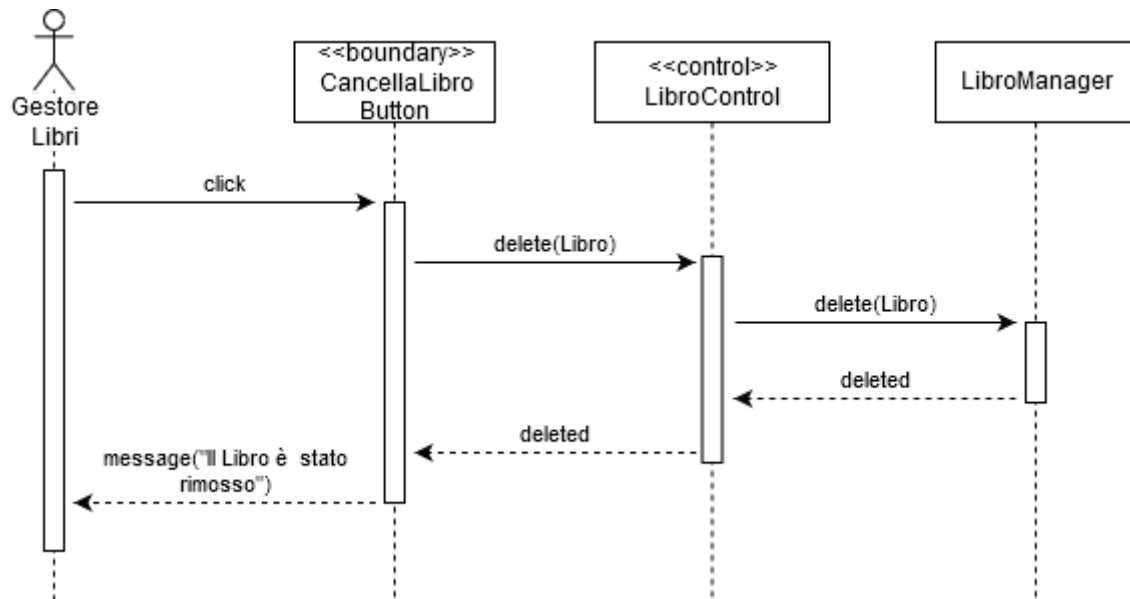 <<boundary>>
CancellaLibro
Button
<<control>>
LibroControl
LibroManager
Gestore
Libri
click
delete(Libro)
delete(Libro)
deleted
deleted
message("Il Libro è stato
rimosso")